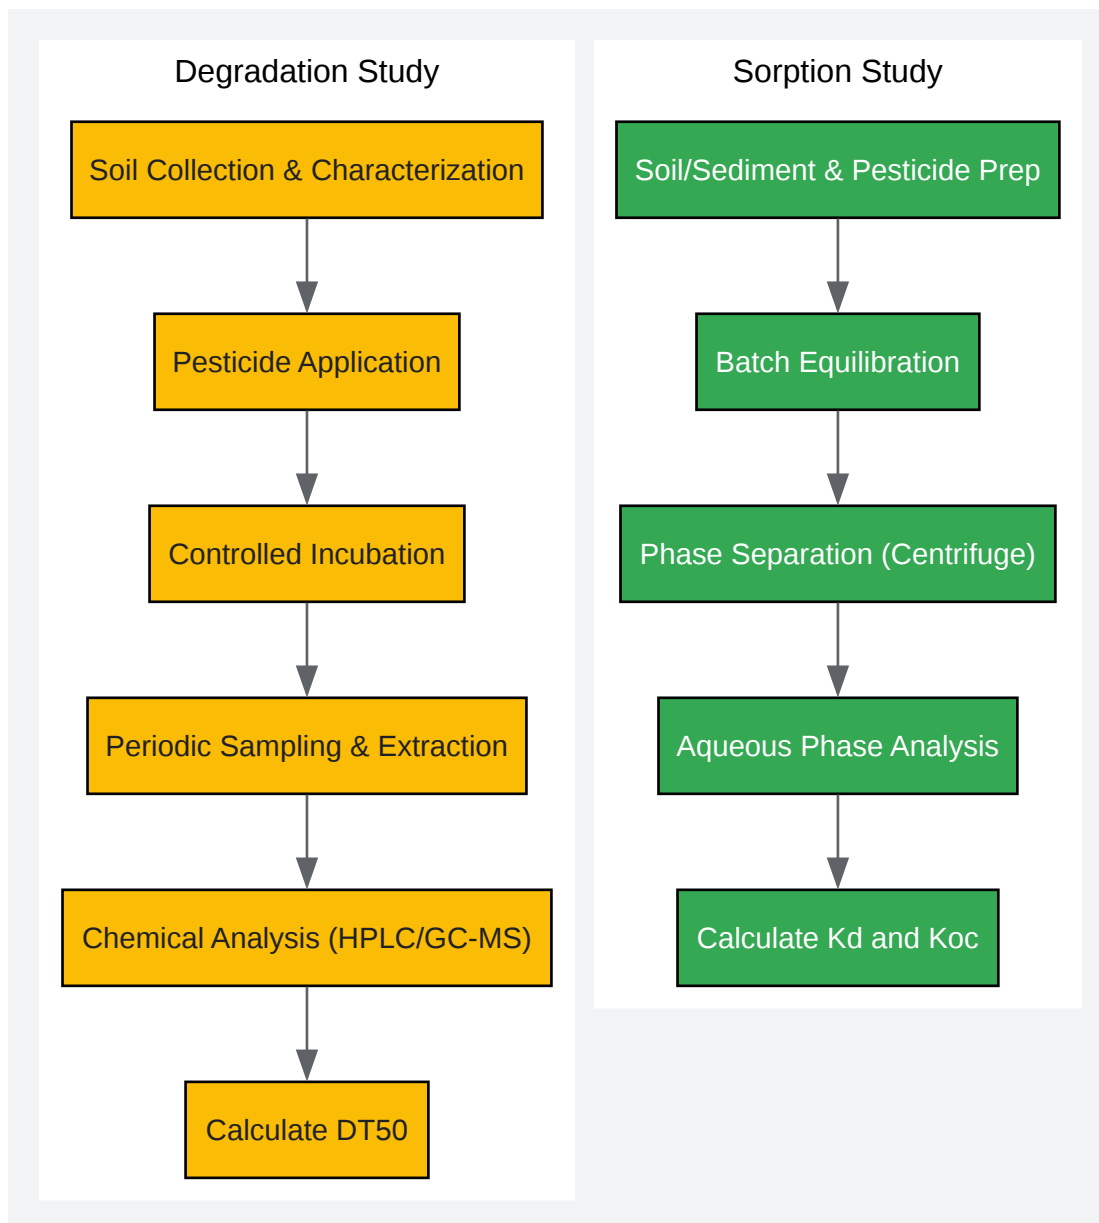 Degradation Study
Soil Collection & Characterization
Pesticide Application
Controlled Incubation
Periodic Sampling & Extraction
Chemical Analysis (HPLC/GC-MS)
Calculate DT50
Sorption Study
Soil/Sediment & Pesticide Prep
Batch Equilibration
Phase Separation (Centrifuge)
Aqueous Phase Analysis
Calculate Kd and Koc